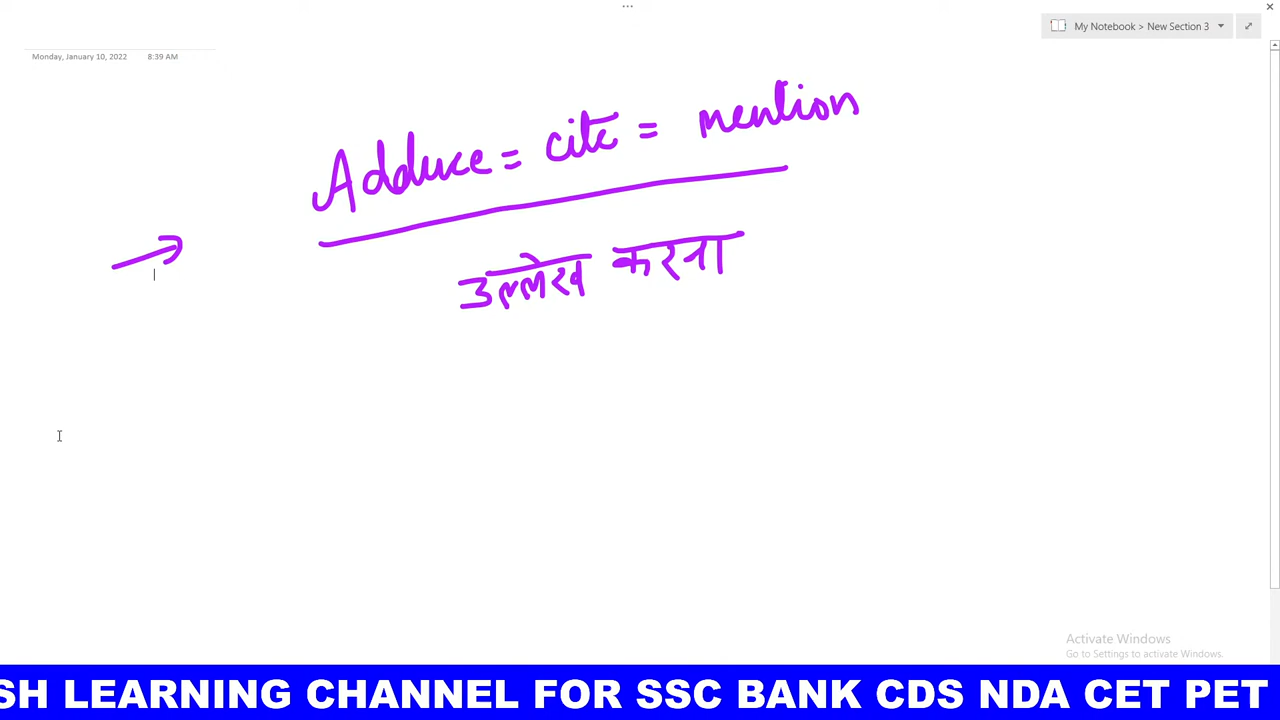 ...
My Notebook > New Section 3
Monday, January 10, 2022 8:39 AM
Adduce = cite = mention
उल्लेख करना
Activate Windows
Go to Settings to activate Windows.
SH LEARNING CHANNEL FOR SSC BANK CDS NDA CET PET